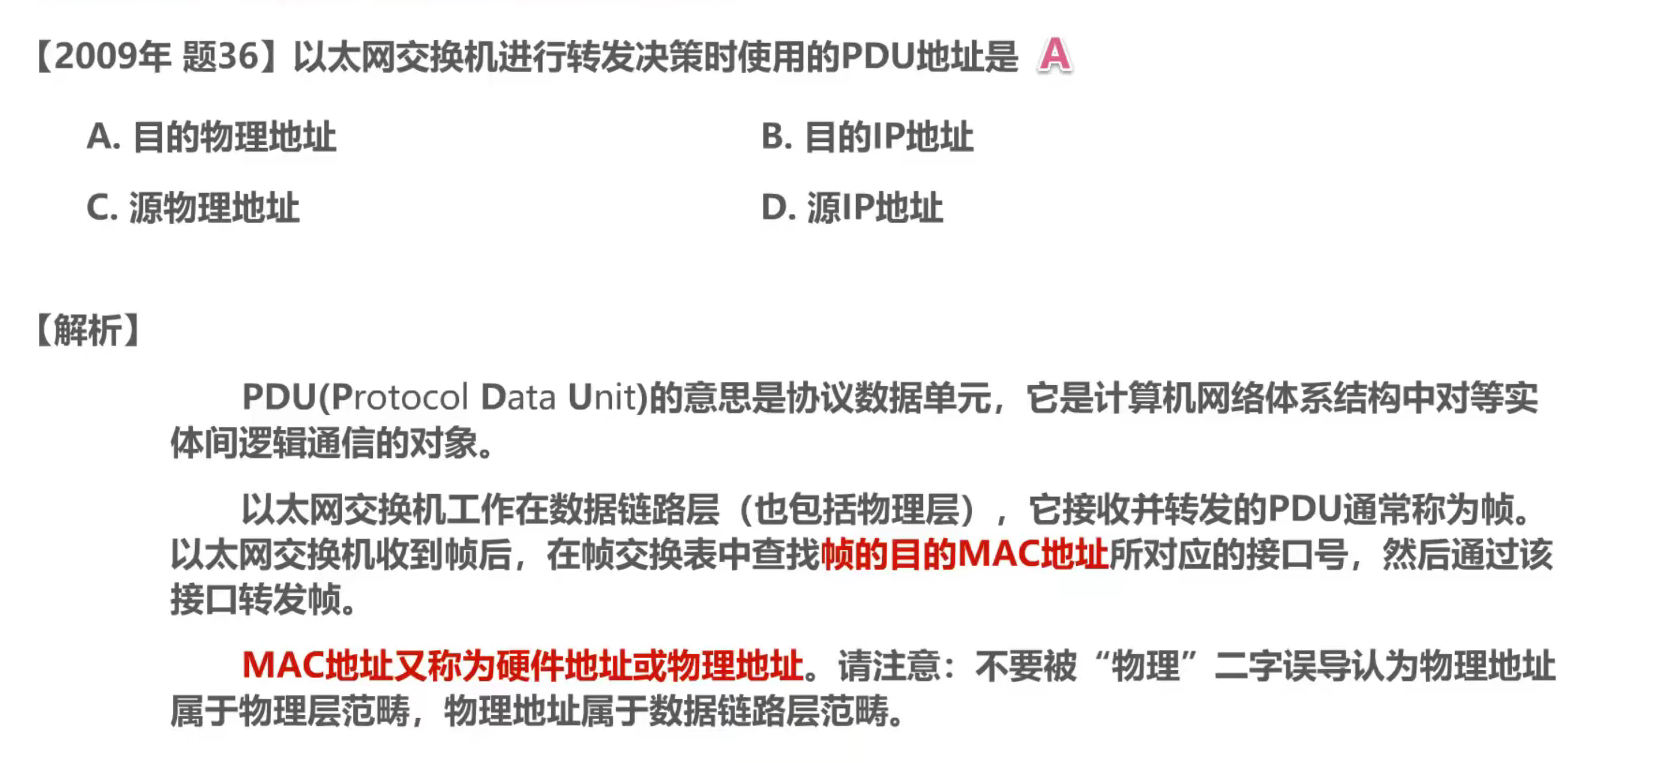 【2009年 题36】以太网交换机进行转发决策时使用的PDU地址是 A
A. 目的物理地址
B. 目的IP地址
C. 源物理地址
D. 源IP地址
【解析】
PDU(Protocol Data Unit)的意思是协议数据单元，它是计算机网络体系结构中对等实
体间逻辑通信的对象。
以太网交换机工作在数据链路层（也包括物理层），它接收并转发的PDU通常称为帧。
以太网交换机收到帧后，在帧交换表中查找帧的目的MAC地址所对应的接口号，然后通过该
接口转发帧。
MAC地址又称为硬件地址或物理地址。请注意：不要被“物理”二字误导认为物理地址
属于物理层范畴，物理地址属于数据链路层范畴。